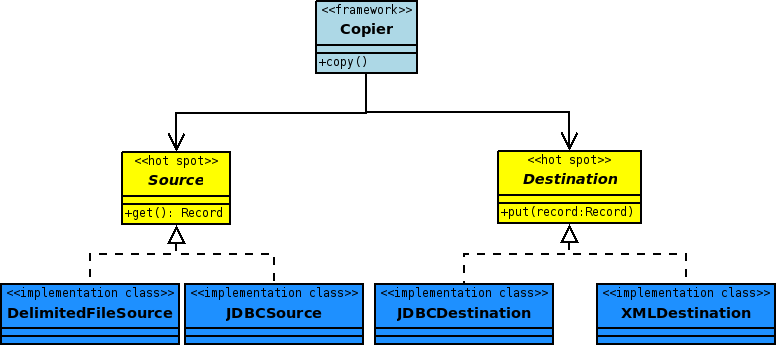 <<framework>>
Copier
+copy()
<<hot spot>>
Source
+get(): Record
<<hot spot>>
Destination
+put(record:Record)
<<implementation class>>
DelimitedFileSource
<<implementation class>>
JDBCSource
<<implementation class>>
JDBCDestination
<<implementation class>>
XMLDestination